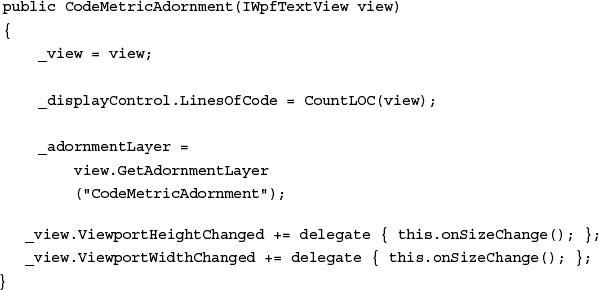 public CodeMetricAdornment(IWpfTextView view)
{
_view = view;
_displayControl.LinesOfCode = CountLOC(view);
_adornmentLayer =
view.GetAdornmentLayer
("CodeMetricAdornment");
_view.ViewportHeightChanged += delegate { this.onSizeChange(); };
_view.ViewportWidthChanged += delegate { this.onSizeChange(); };
}